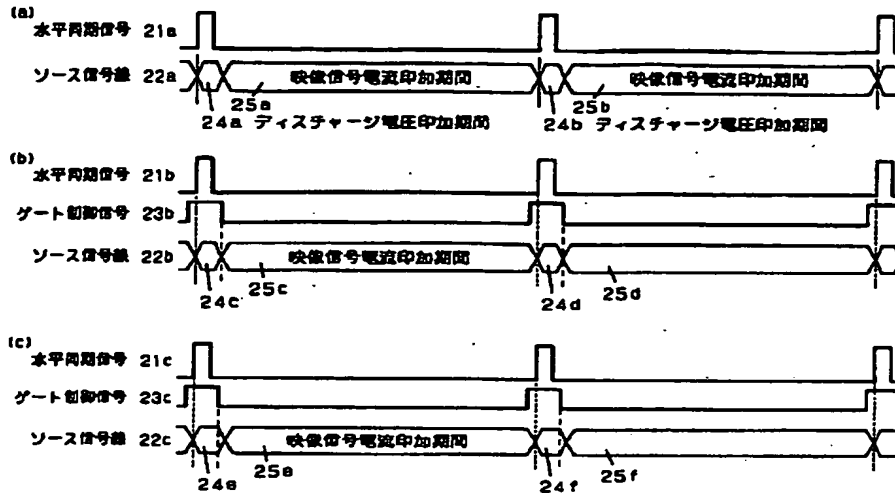 (a)
水平同期信号 21a
ソース信号線 22a
映像信号電流印加期間
映像信号電流印加期間
25a
25b
24a ディスチャージ電圧印加期間
24b ディスチャージ電圧印加期間
(b)
水平同期信号 21b
ゲート制御信号 23b
ソース信号線 22b
映像信号電流印加期間
25c
25d
24c
24d
(c)
水平同期信号 21c
ゲート制御信号 23c
ソース信号線 22c
映像信号電流印加期間
25e
25f
24e
24f